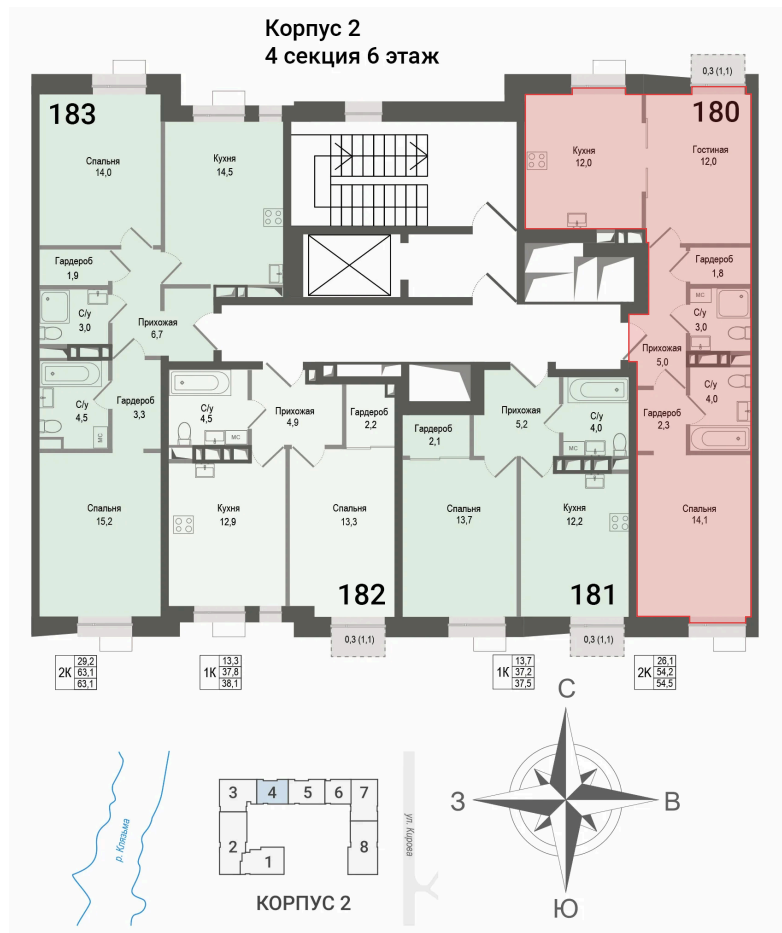 Корпус 2
4 секция 6 этаж
0,3 (1,1)
183
180
Спальня
14,0
Кухня
14,5
Кухня
12,0
Гостиная
12,0
Гардероб
1,9
Гардероб
1,8
С/у
3,0
Прихожая
6,7
МС
С/у
3,0
Прихожая
5,0
С/у
4,5
МС
Гардероб
3,3
С/у
4,5
МС
Прихожая
4,9
Гардероб
2,2
Гардероб
2,1
Прихожая
5,2
С/у
4,0
МС
Гардероб
2,3
С/у
4,0
Спальня
15,2
Кухня
12,9
Спальня
13,3
Спальня
13,7
Кухня
12,2
Спальня
14,1
182
181
0,3 (1,1)
0,3 (1,1)
2К 29,2 63,1 63,1
1К 13,3 37,8 38,1
1К 13,7 37,2 37,5
2К 26,1 54,2 54,5
С
З
В
Ю
р. Клязьма
3
4
5
6
7
2
1
8
ул. Кирова
КОРПУС 2